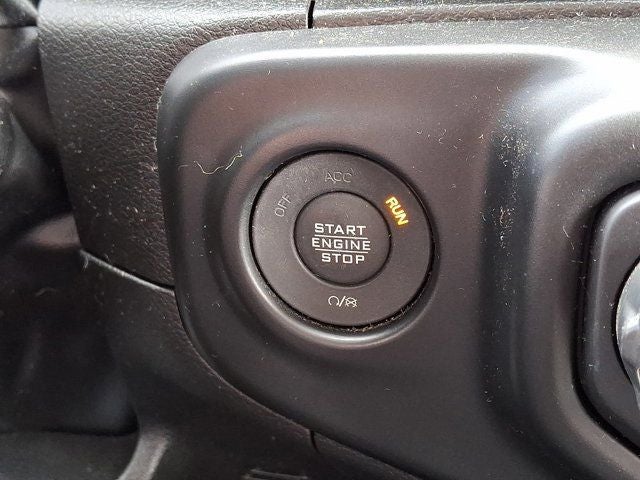 OFF
ACC
RUN
START
ENGINE
STOP